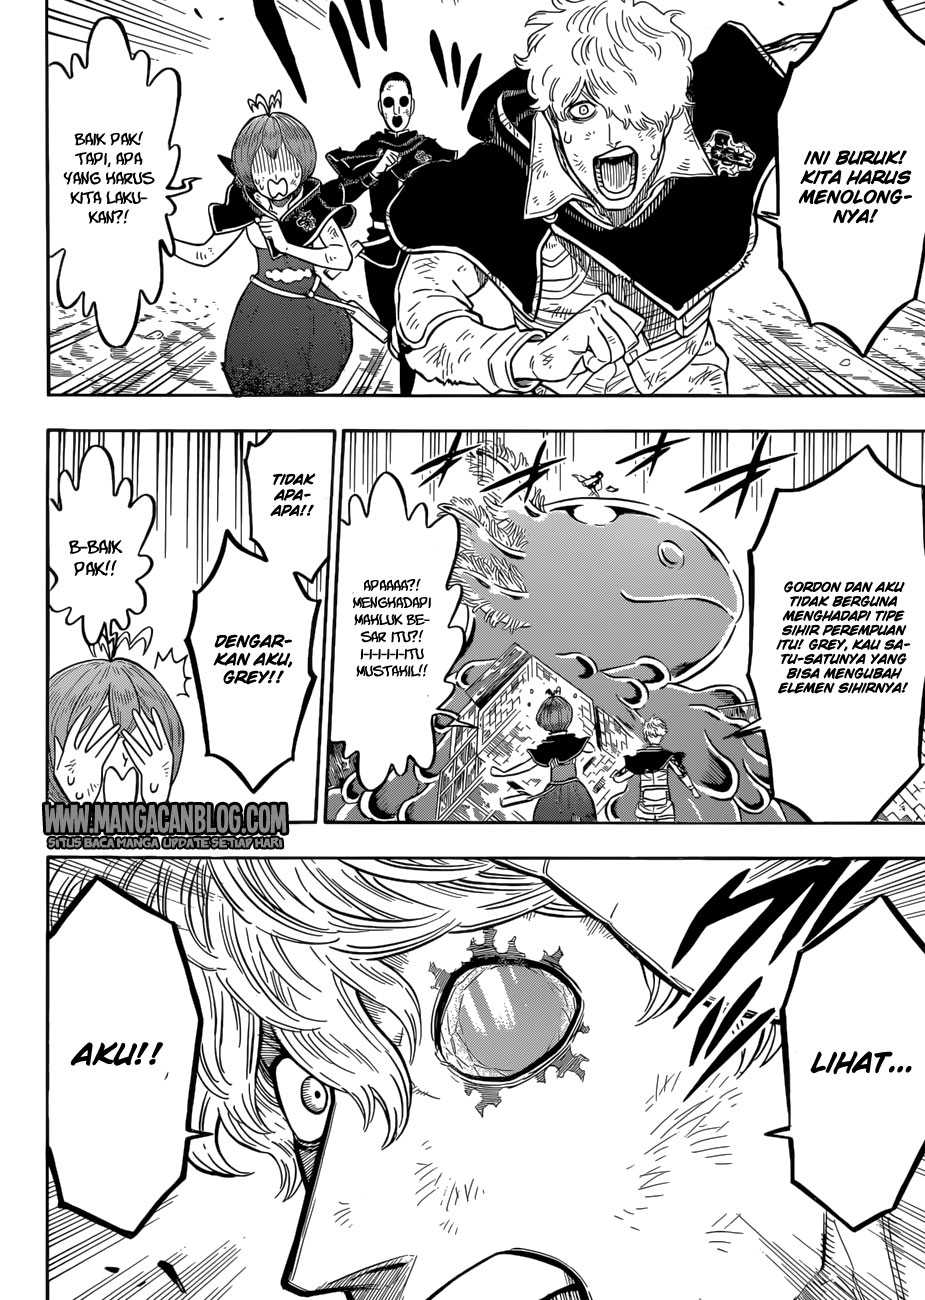 INI BURUK!
KITA HARUS
MENOLONG-
NYA!
BAIK PAK!
TAPI, APA
YANG HARUS
KITA LAKU-
KAN?!
GORDON DAN AKU
TIDAK BERGUNA
MENGHADAPI TIPE
SIHIR PEREMPUAN
ITU! GREY, KAU SA-
TU-SATUNYA YANG
BISA MENGUBAH
ELEMEN SIHIRNYA!
APAAAA?!
MENGHADAPI
MAHLUK BE-
SAR ITU?!
I-I-I-I-ITU
MUSTAHIL!!
TIDAK
APA-
APA!!
DENGAR-
KAN AKU,
GREY!!
B-BAIK
PAK!!
WWW.MANGACANBLOG.COM
SITUS BACA MANGA UPDATE SETIAP HARI
LIHAT...
AKU!!